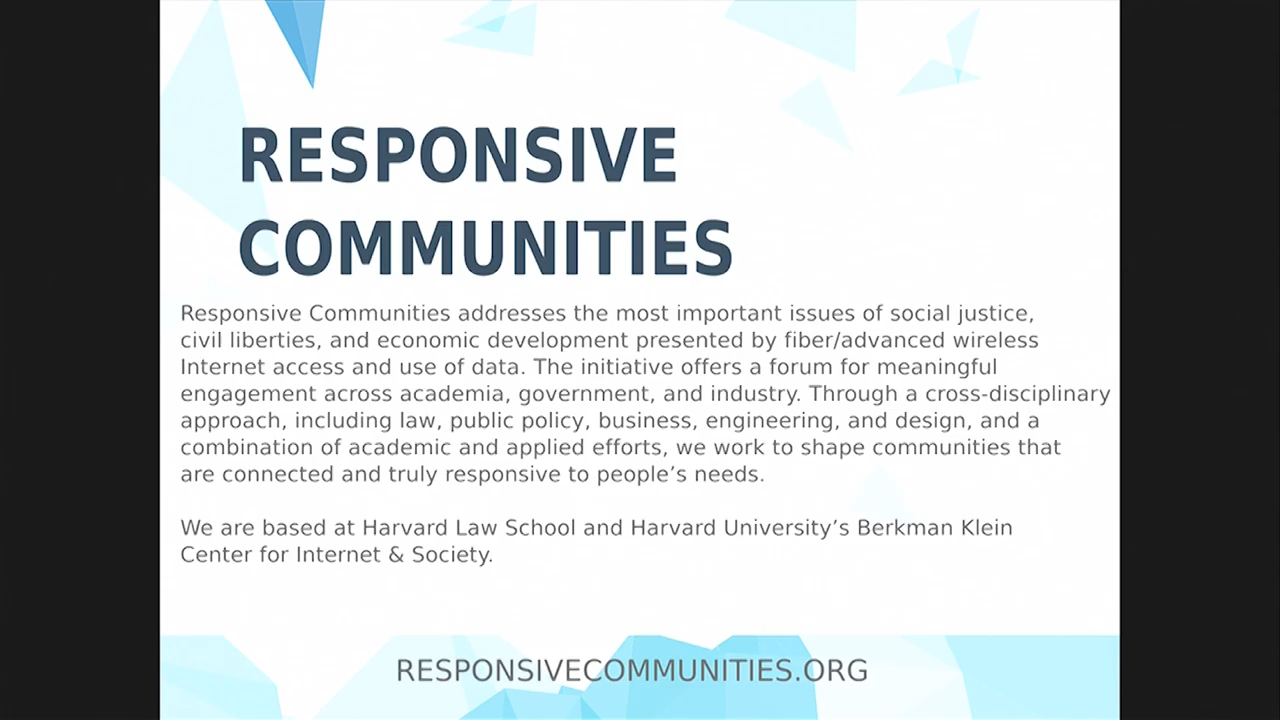 RESPONSIVE
COMMUNITIES
Responsive Communities addresses the most important issues of social justice,
civil liberties, and economic development presented by fiber/advanced wireless
Internet access and use of data. The initiative offers a forum for meaningful
engagement across academia, government, and industry. Through a cross-disciplinary
approach, including law, public policy, business, engineering, and design, and a
combination of academic and applied efforts, we work to shape communities that
are connected and truly responsive to people’s needs.
We are based at Harvard Law School and Harvard University’s Berkman Klein
Center for Internet & Society.
RESPONSIVECOMMUNITIES.ORG